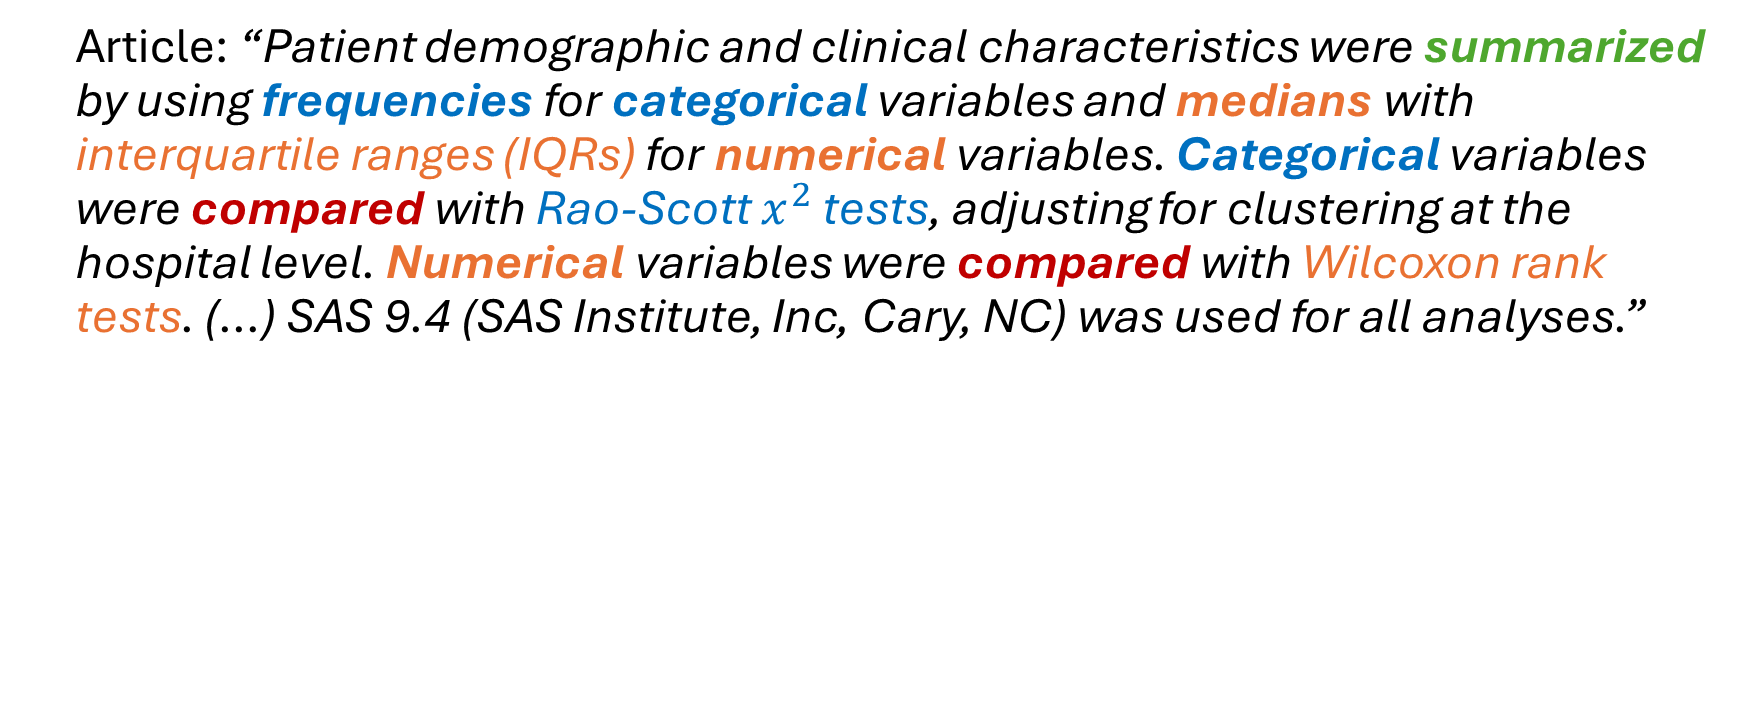 Article: “Patient demographic and clinical characteristics were summarized
by using frequencies for categorical variables and medians with
interquartile ranges (IQRs) for numerical variables. Categorical variables
were compared with Rao-Scott 𝑥² tests, adjusting for clustering at the
hospital level. Numerical variables were compared with Wilcoxon rank
tests. (...) SAS 9.4 (SAS Institute, Inc, Cary, NC) was used for all analyses.”